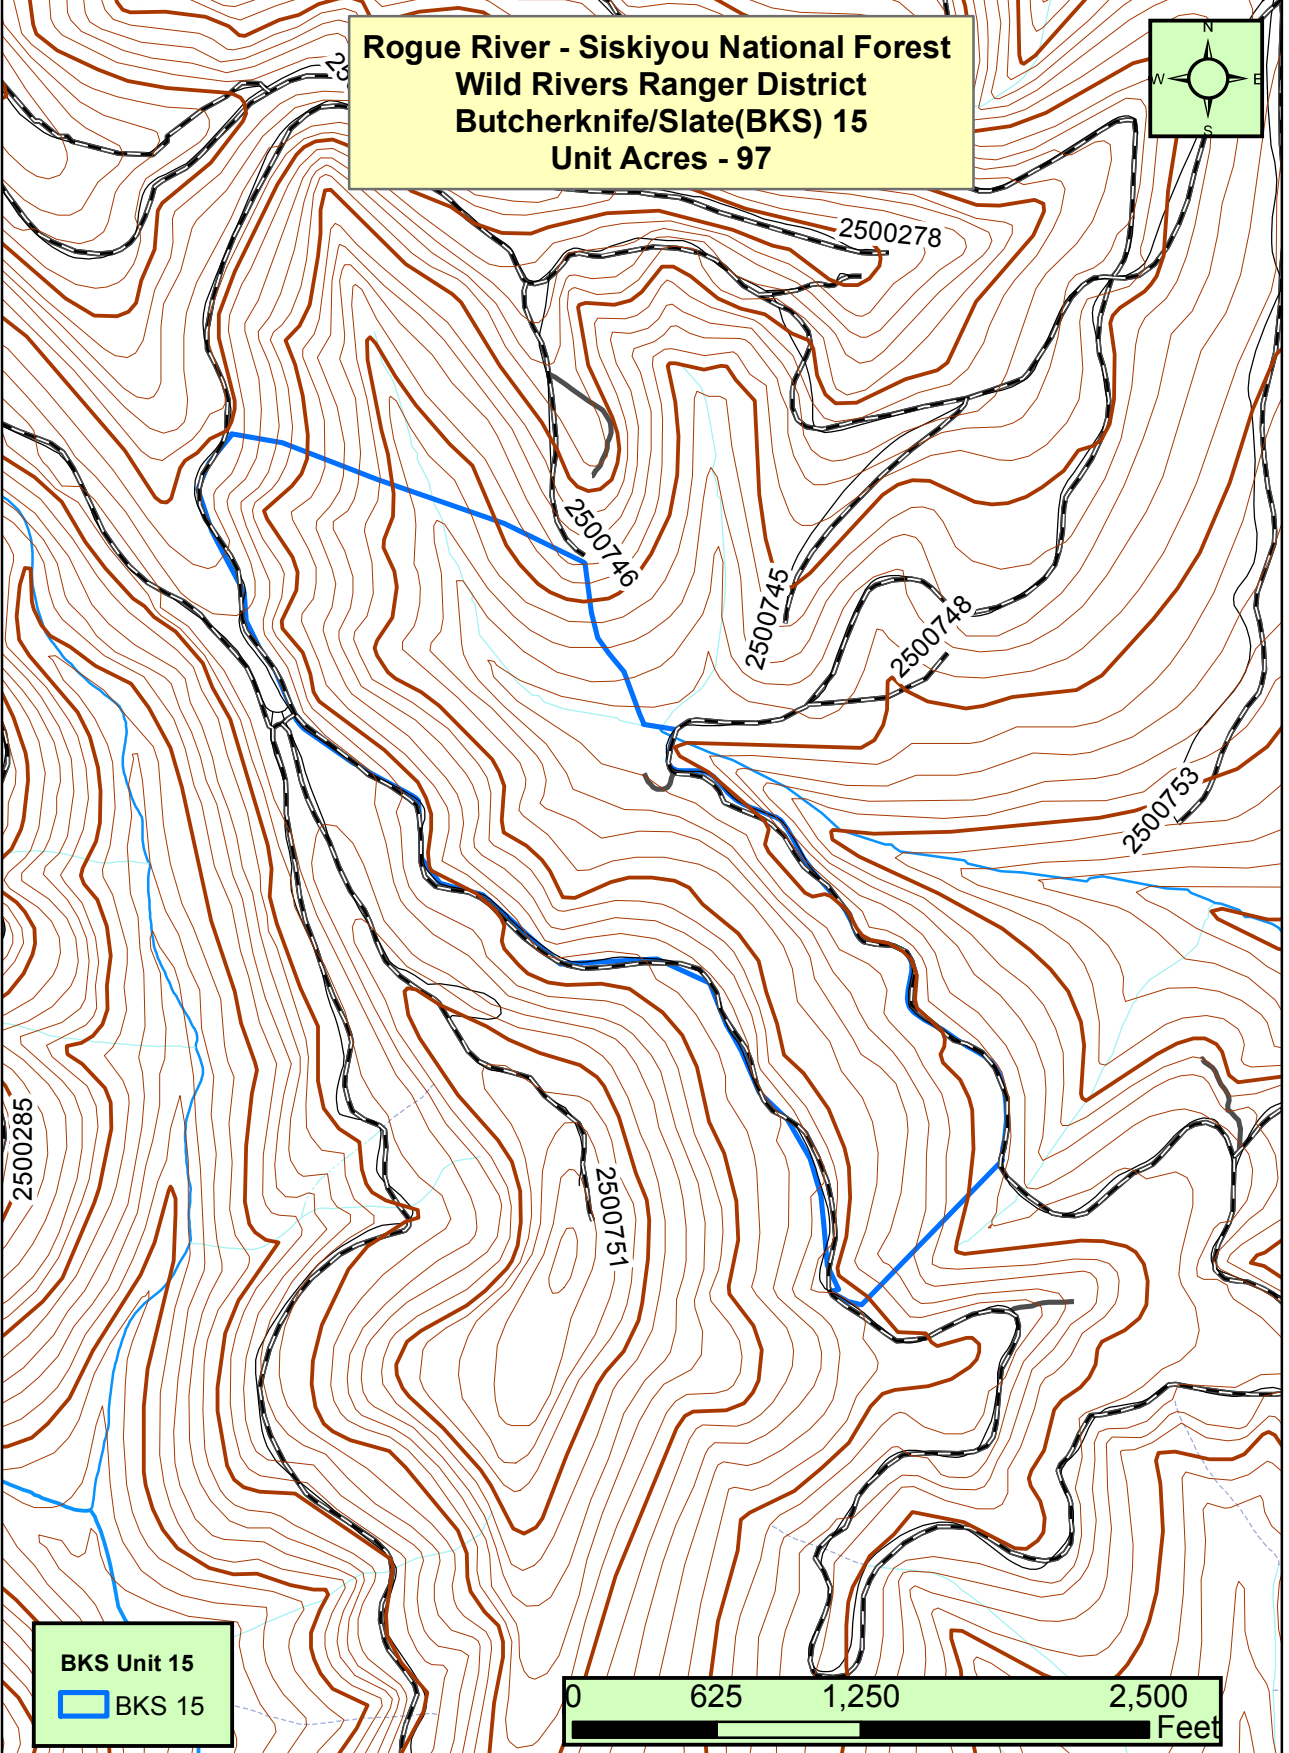 Rogue River - Siskiyou National Forest
Wild Rivers Ranger District
Butcherknife/Slate(BKS) 15
Unit Acres - 97
N
W
E
S
2500278
2500746
2500745
2500748
2500753
2500285
2500751
BKS Unit 15
BKS 15
0 625 1,250 2,500
Feet